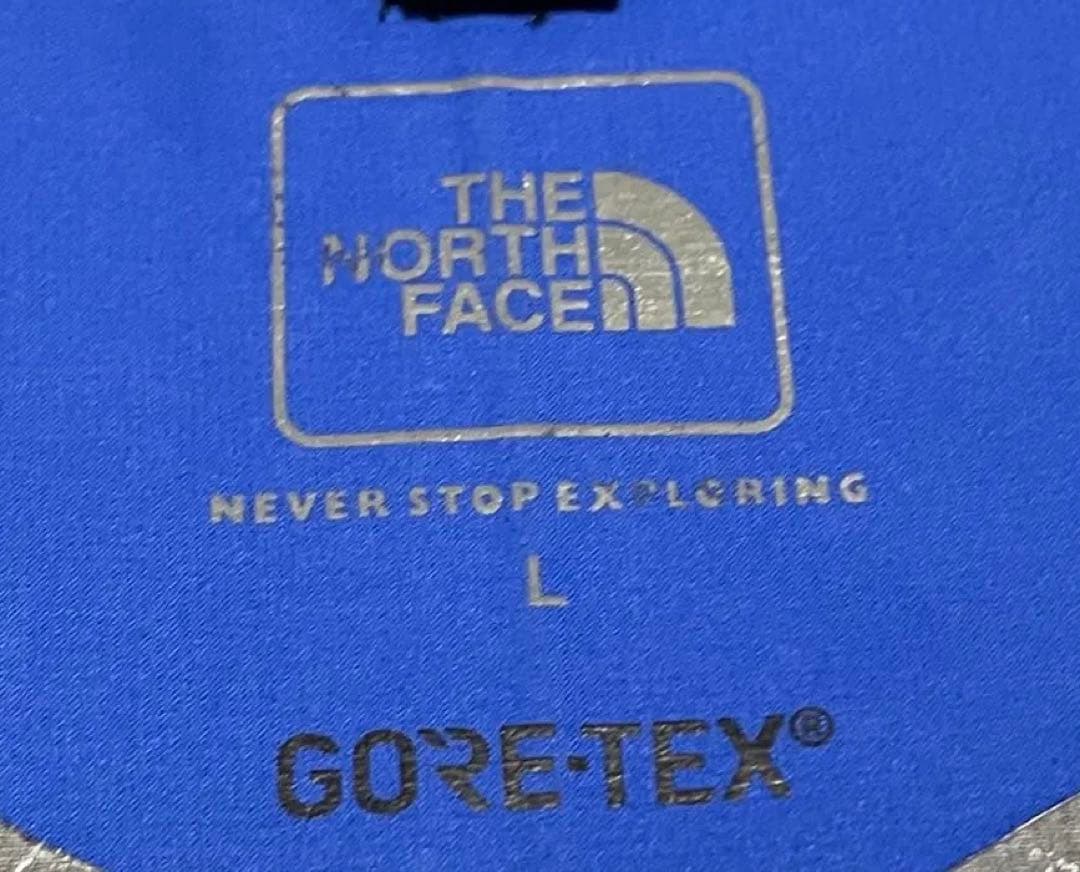 THE
NORTH
FACE
NEVER STOP EXPLORING
L
GORE-TEX®